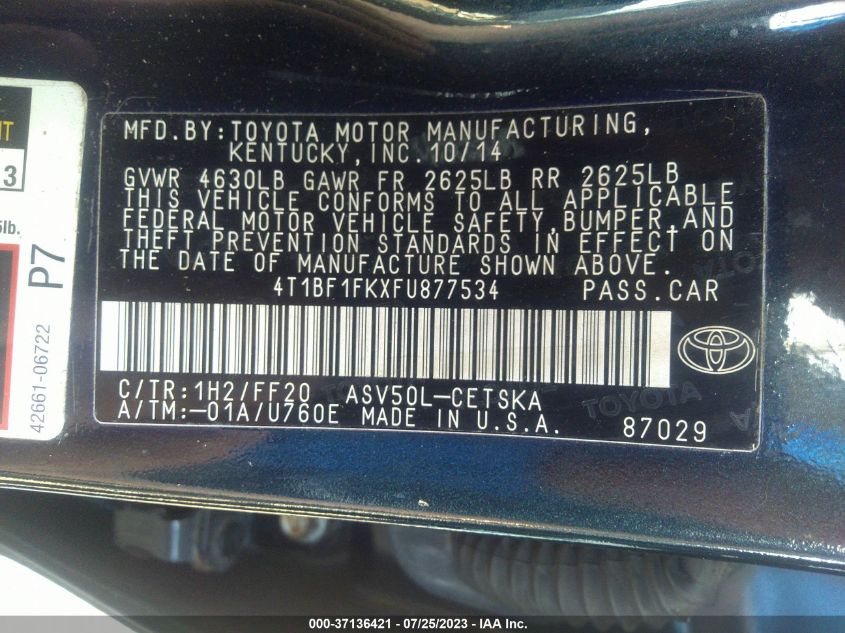 MFD.BY:TOYOTA MOTOR MANUFACTURING,
KENTUCKY,INC.10/14
GVWR 4630LB GAWR FR 2625LB RR 2625LB
THIS VEHICLE CONFORMS TO ALL APPLICABLE
FEDERAL MOTOR VEHICLE SAFETY,BUMPER,AND
THEFT PREVENTION STANDARDS IN EFFECT ON
THE DATE OF MANUFACTURE SHOWN ABOVE.
4T1BF1FKXFU877534 PASS.CAR
C/TR:1H2/FF20 ASV50L-CETSKA
A/TM:-01A/U760E MADE IN U.S.A. 87029
TOYOTA
3
lb.
P7
42661-06722
000-37136421 - 07/25/2023 - IAA Inc.